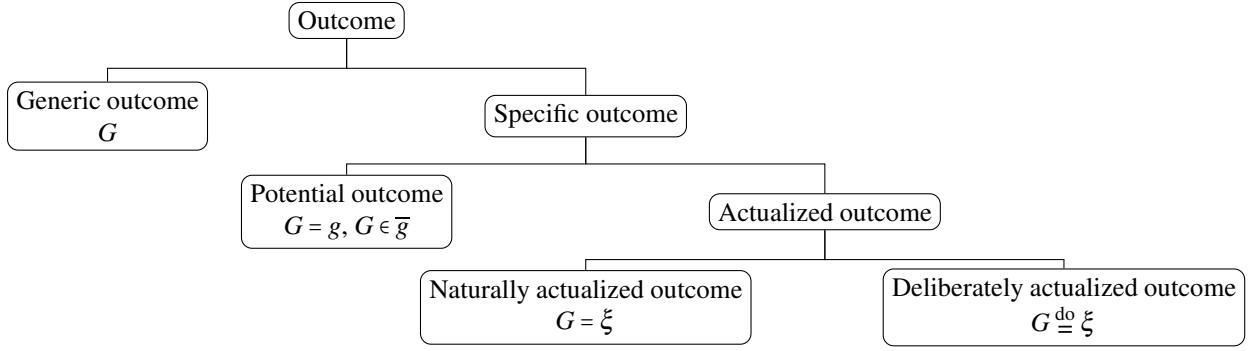 Outcome
Generic outcome
G
Specific outcome
Potential outcome
G = g, G ∈ g̅
Actualized outcome
Naturally actualized outcome
G = ξ
Deliberately actualized outcome
G do= ξ